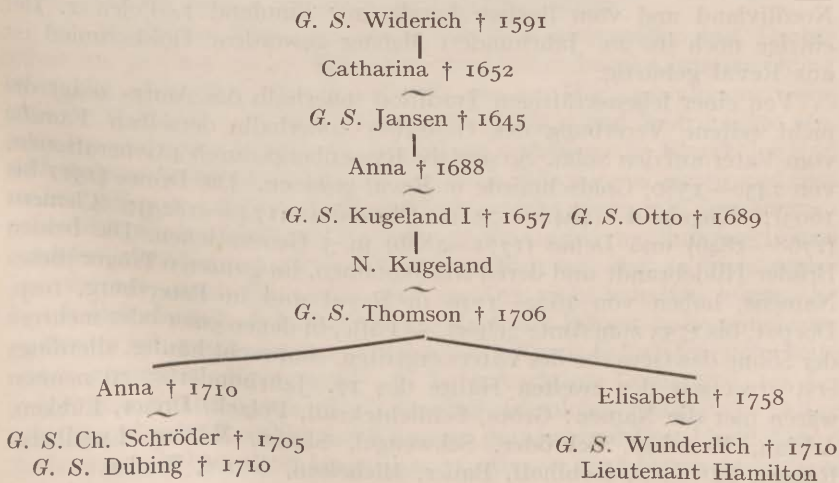 G. S. Widerich † 1591
Catharina † 1652
G. S. Jansen † 1645
Anna † 1688
G. S. Kugeland I † 1657 G. S. Otto † 1689
N. Kugeland
G. S. Thomson † 1706
Anna † 1710
Elisabeth † 1758
G. S. Ch. Schröder † 1705
G. S. Wunderlich † 1710
G. S. Dubing † 1710
Lieutenant Hamilton